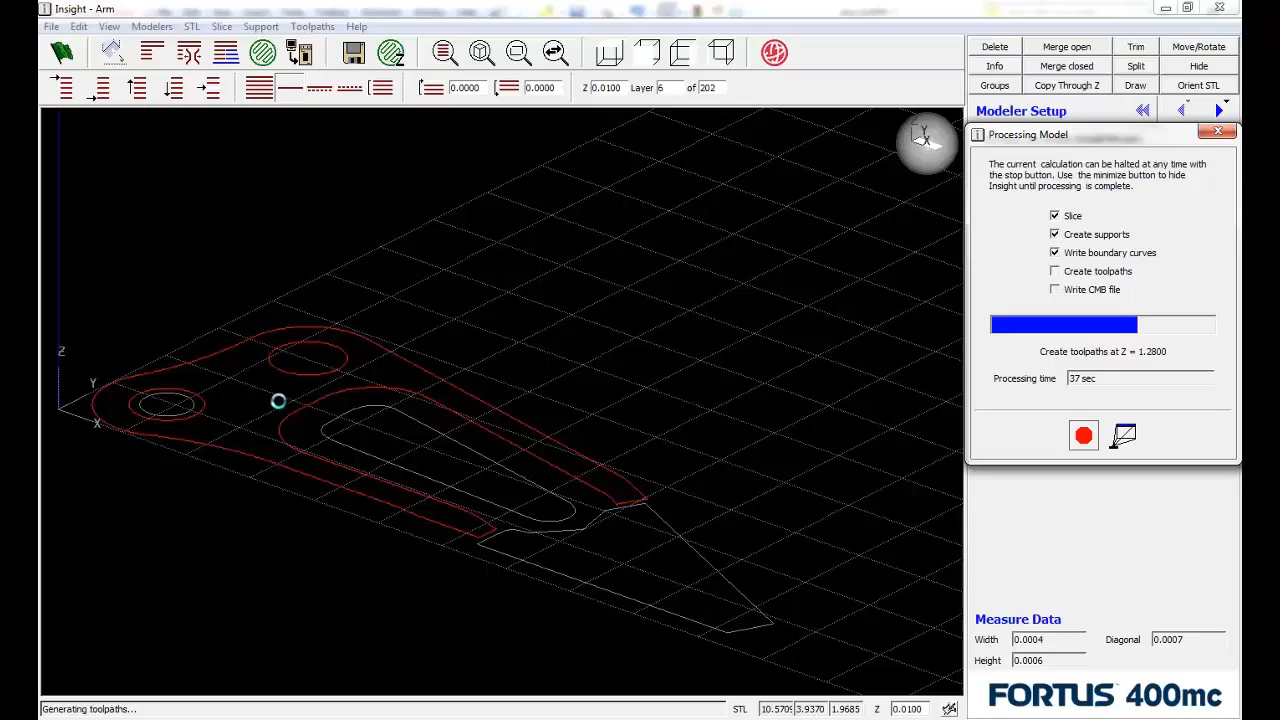 Insight - Arm
File Edit View Modelers STL Slice Support Toolpaths Help
0.0000 0.0000 Z 0.0100 Layer 6 of 202
Delete Merge open Trim Move/Rotate
Info Merge closed Split Hide
Groups Copy Through Z Draw Orient STL
Modeler Setup
Processing Model
The current calculation can be halted at any time with
the stop button. Use the minimize button to hide
Insight until processing is complete.
Slice
Create supports
Write boundary curves
Create toolpaths
Write CMB file
Create toolpaths at Z = 1.2800
Processing time 37 sec
Z
Y
X
Y
X
Measure Data
Width 0.0004 Diagonal 0.0007
Height 0.0006
FORTUS 400mc
Generating toolpaths... STL 10.570 3.9370 1.9685 Z 0.0100